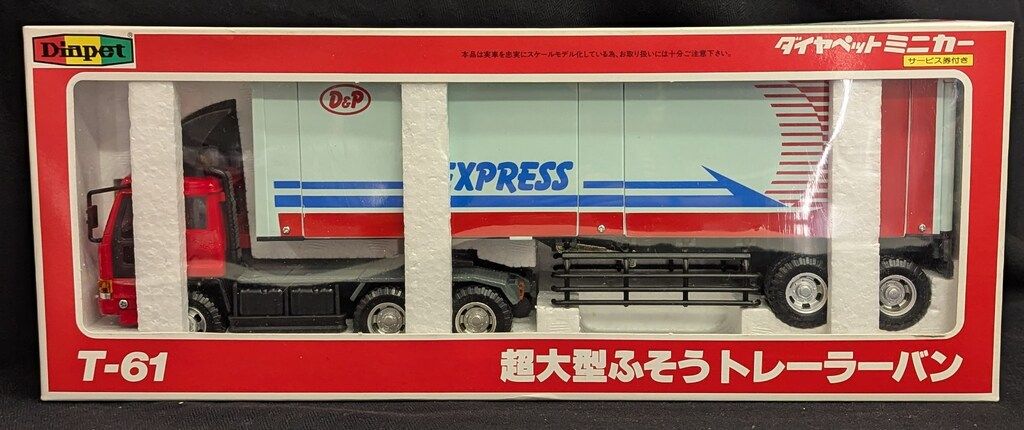 Diapet
本品は実車を忠実にスケールモデル化している為、お取り扱いには十分ご注意下さい。
ダイヤペットミニカー
サービス券付き
D&P
EXPRESS
T-61
超大型ふそうトレーラーバン